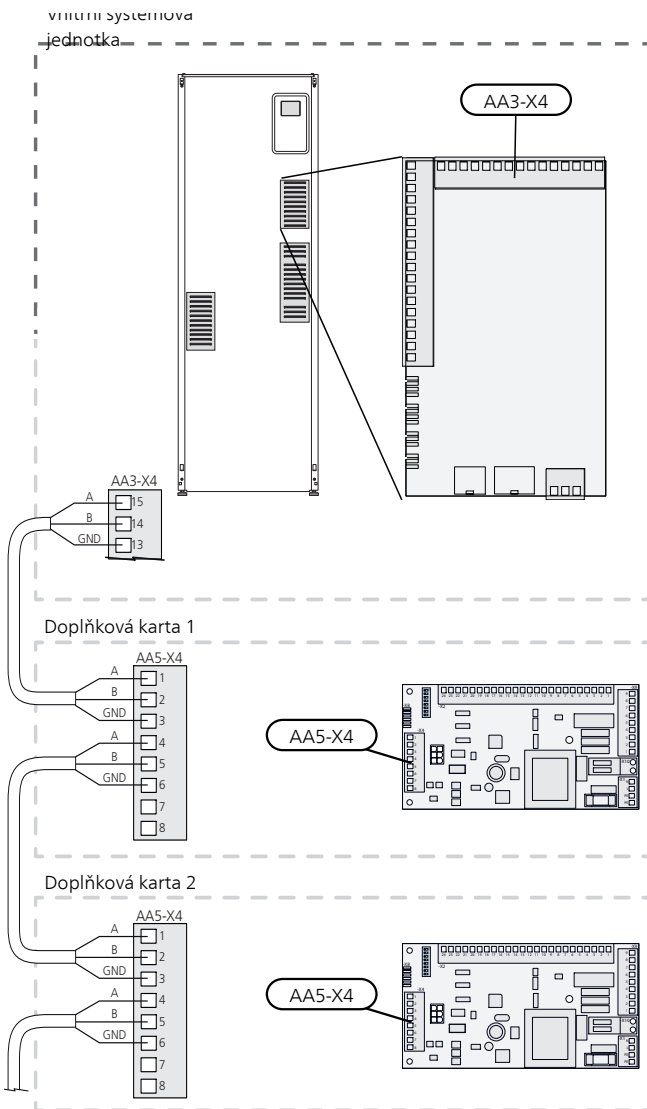 Vnitřní systémová
jednotka
AA3-X4
AA3-X4
A
15
B
14
GND
13
Doplňková karta 1
AA5-X4
A
1
B
2
GND
3
A
4
B
5
GND
6
7
8
AA5-X4
Doplňková karta 2
AA5-X4
A
1
B
2
GND
3
A
4
B
5
GND
6
7
8
AA5-X4